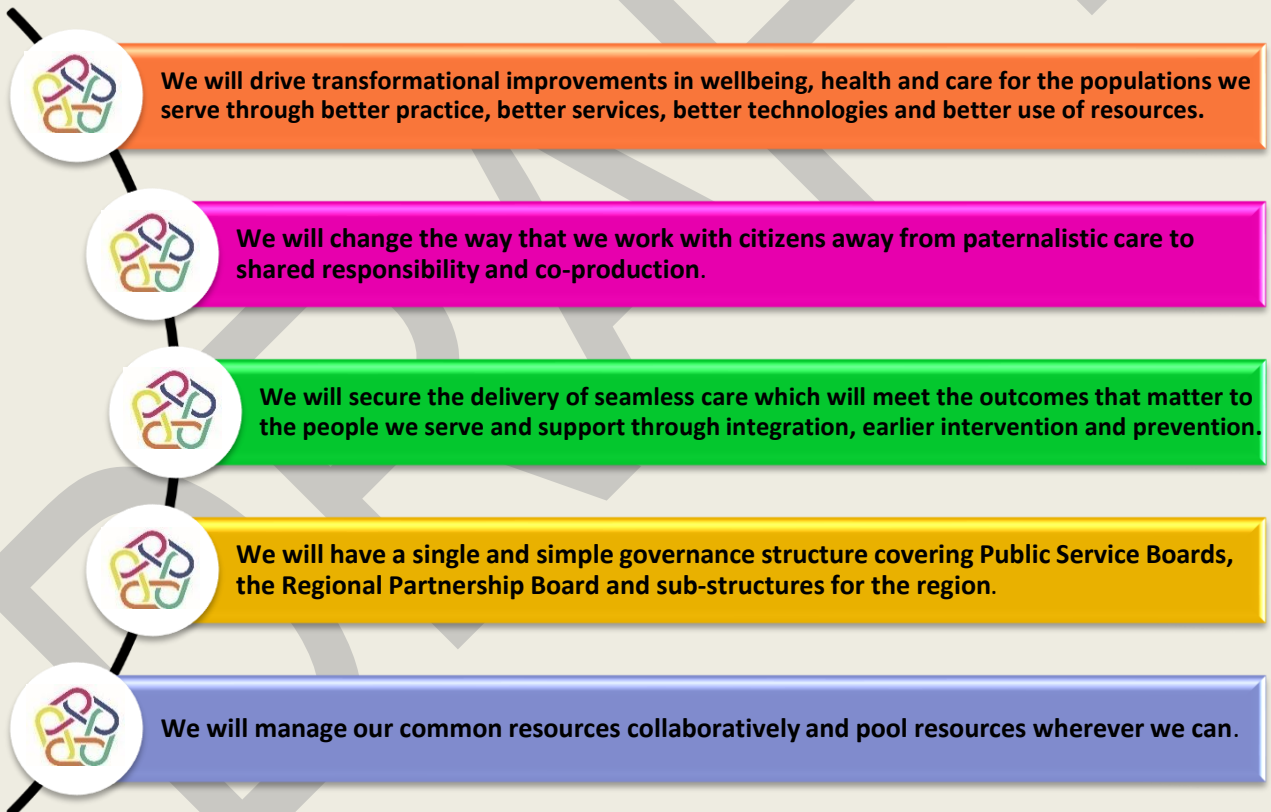 We will drive transformational improvements in wellbeing, health and care for the populations we
serve through better practice, better services, better technologies and better use of resources.
We will change the way that we work with citizens away from paternalistic care to
shared responsibility and co-production.
We will secure the delivery of seamless care which will meet the outcomes that matter to
the people we serve and support through integration, earlier intervention and prevention.
We will have a single and simple governance structure covering Public Service Boards,
the Regional Partnership Board and sub-structures for the region.
We will manage our common resources collaboratively and pool resources wherever we can.